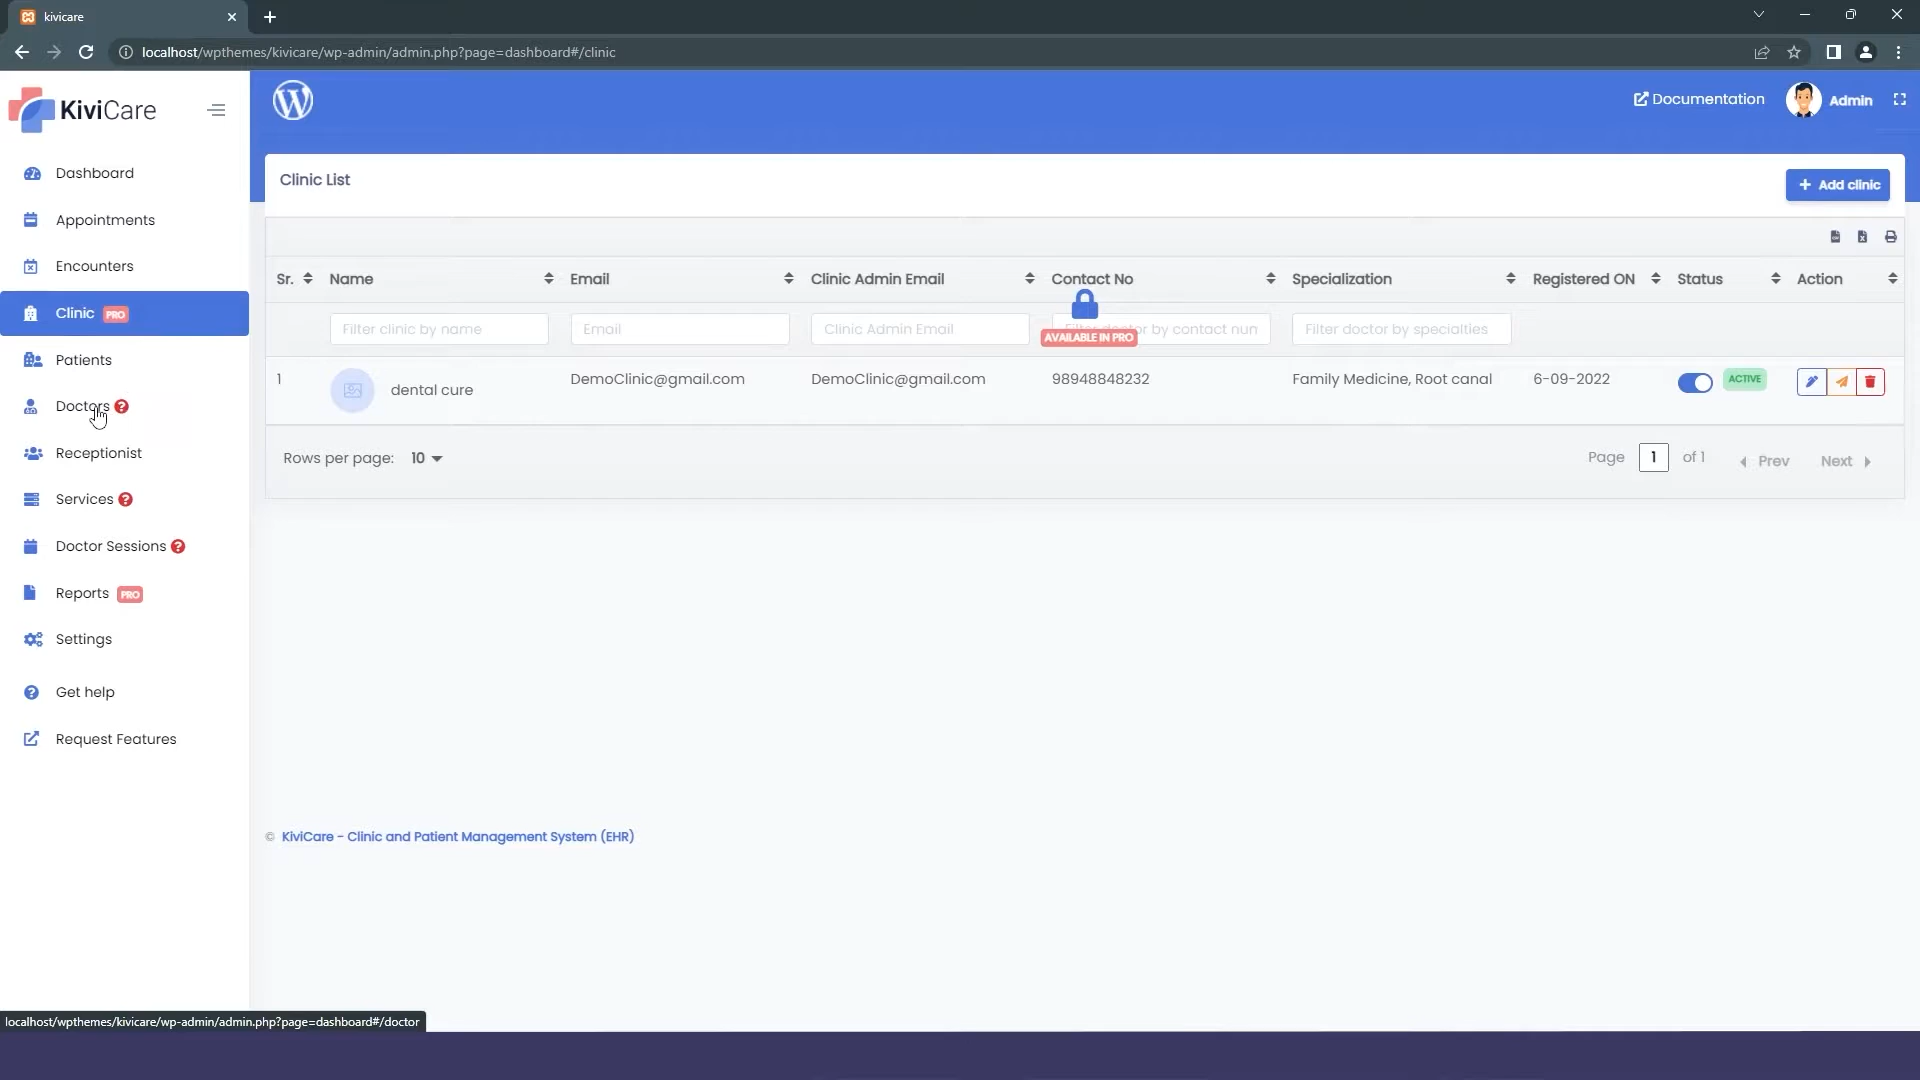 kivicare
localhost/wpthemes/kivicare/wp-admin/admin.php?page=dashboard#/clinic
KiviCare
Documentation
Admin
Dashboard
Appointments
Encounters
Clinic PRO
Patients
Doctors ?
Receptionist
Services ?
Doctor Sessions ?
Reports PRO
Settings
Get help
Request Features
Clinic List
+ Add clinic
Sr. Name Email Clinic Admin Email Contact No Specialization Registered ON Status Action
Filter clinic by name Email Clinic Admin Email Filter doctor by contact nun Filter doctor by specialties
AVAILABLE IN PRO
1 dental cure DemoClinic@gmail.com DemoClinic@gmail.com 98948848232 Family Medicine, Root canal 6-09-2022 ACTIVE
Rows per page: 10 Page 1 of 1 Prev Next
© KiviCare - Clinic and Patient Management System (EHR)
localhost/wpthemes/kivicare/wp-admin/admin.php?page=dashboard#/doctor